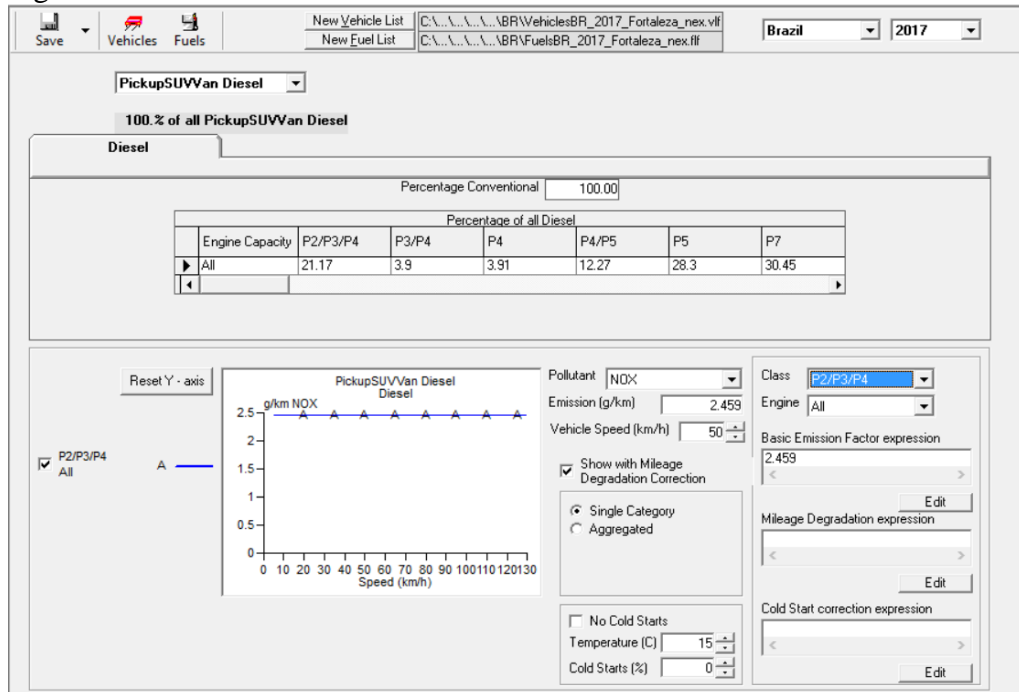 Save Vehicles Fuels New Vehicle List C:\...\...\...\...\BR\VehiclesBR_2017_Fortaleza_nex.vlf Brazil 2017
New Fuel List C:\...\...\...\...\BR\FuelsBR_2017_Fortaleza_nex.flf
PickupSUVVan Diesel
100.% of all PickupSUVVan Diesel
Diesel
Percentage Conventional 100.00
Percentage of all Diesel
Engine Capacity P2/P3/P4 P3/P4 P4 P4/P5 P5 P7
All 21.17 3.9 3.91 12.27 28.3 30.45
Reset Y - axis
PickupSUVVan Diesel
Diesel
g/km NOX
2.5
2
1.5
1
0.5
0
A A A A A A A A
0 10 20 30 40 50 60 70 80 90 100110120130
Speed (km/h)
P2/P3/P4
All
A
Pollutant NOX
Emission (g/km) 2.459
Vehicle Speed (km/h) 50
Show with Mileage
Degradation Correction
Single Category
Aggregated
No Cold Starts
Temperature (C) 15
Cold Starts (%) 0
Class P2/P3/P4
Engine All
Basic Emission Factor expression
2.459
Edit
Mileage Degradation expression
Edit
Cold Start correction expression
Edit